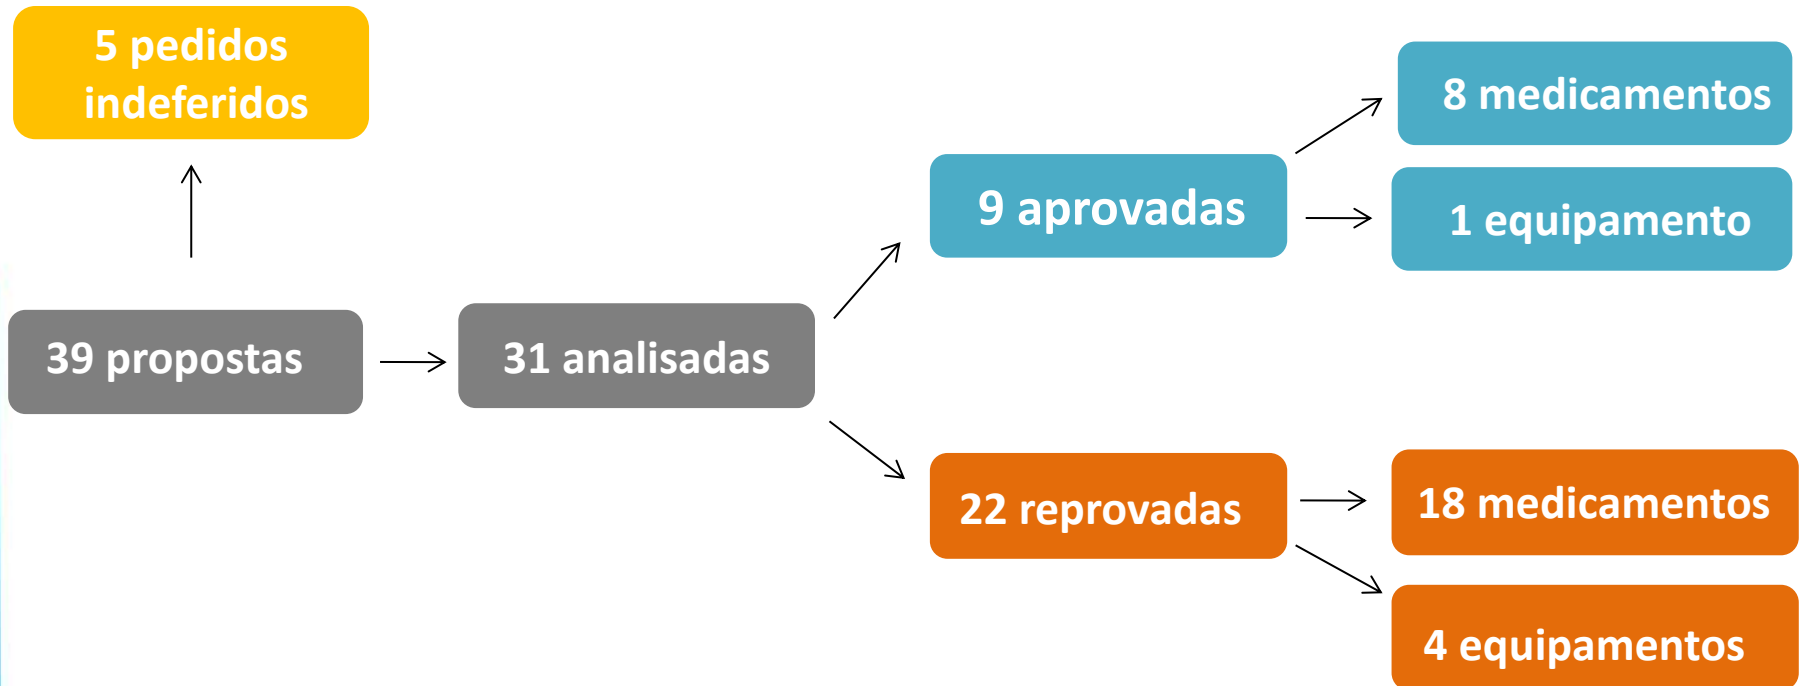 5 pedidos
indeferidos
39 propostas
31 analisadas
9 aprovadas
8 medicamentos
1 equipamento
22 reprovadas
18 medicamentos
4 equipamentos